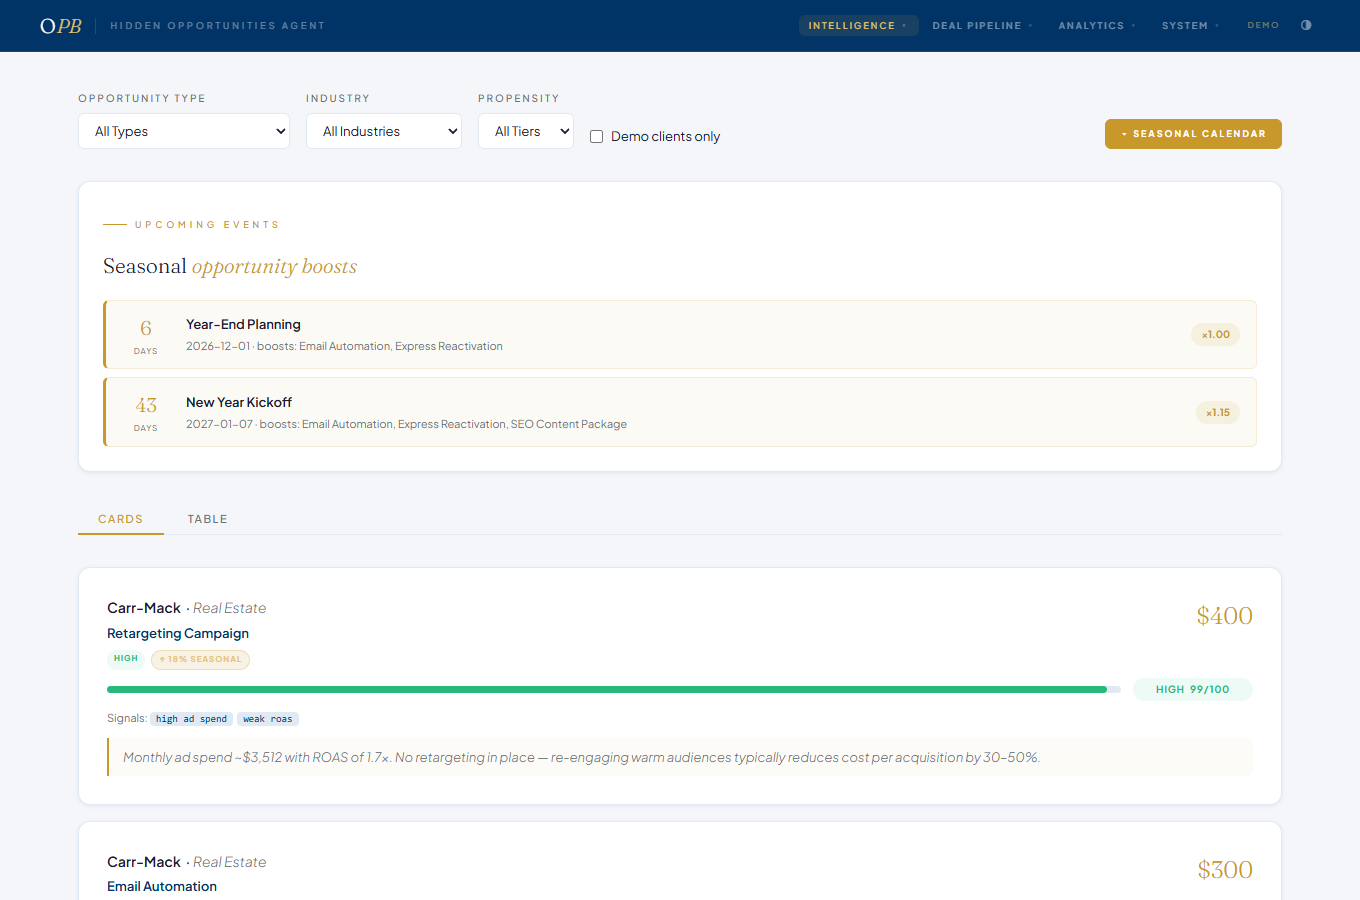 OPB HIDDEN OPPORTUNITIES AGENT INTELLIGENCE DEAL PIPELINE ANALYTICS SYSTEM DEMO
OPPORTUNITY TYPE INDUSTRY PROPENSITY
All Types All Industries All Tiers Demo clients only SEASONAL CALENDAR
UPCOMING EVENTS
Seasonal opportunity boosts
6 DAYS
Year-End Planning
2026-12-01 · boosts: Email Automation, Express Reactivation
×1.00
43 DAYS
New Year Kickoff
2027-01-07 · boosts: Email Automation, Express Reactivation, SEO Content Package
×1.15
CARDS TABLE
Carr-Mack · Real Estate
$400
Retargeting Campaign
HIGH ↑ 18% SEASONAL
HIGH 99/100
Signals: high ad spend weak roas
Monthly ad spend ~$3,512 with ROAS of 1.7×. No retargeting in place — re-engaging warm audiences typically reduces cost per acquisition by 30–50%.
Carr-Mack · Real Estate
$300
Email Automation